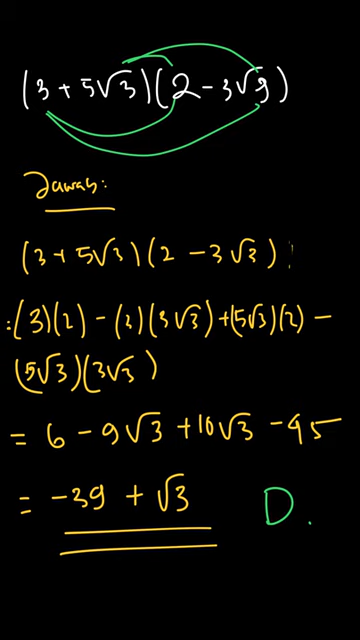 (3 + 5√3)(2 - 3√3)
Jawab:
(3 + 5√3)(2 - 3√3)
= (3)(2) - (3)(3√3) + (5√3)(2) -
(5√3)(3√3)
= 6 - 9√3 + 10√3 - 45
= -39 + √3
D.